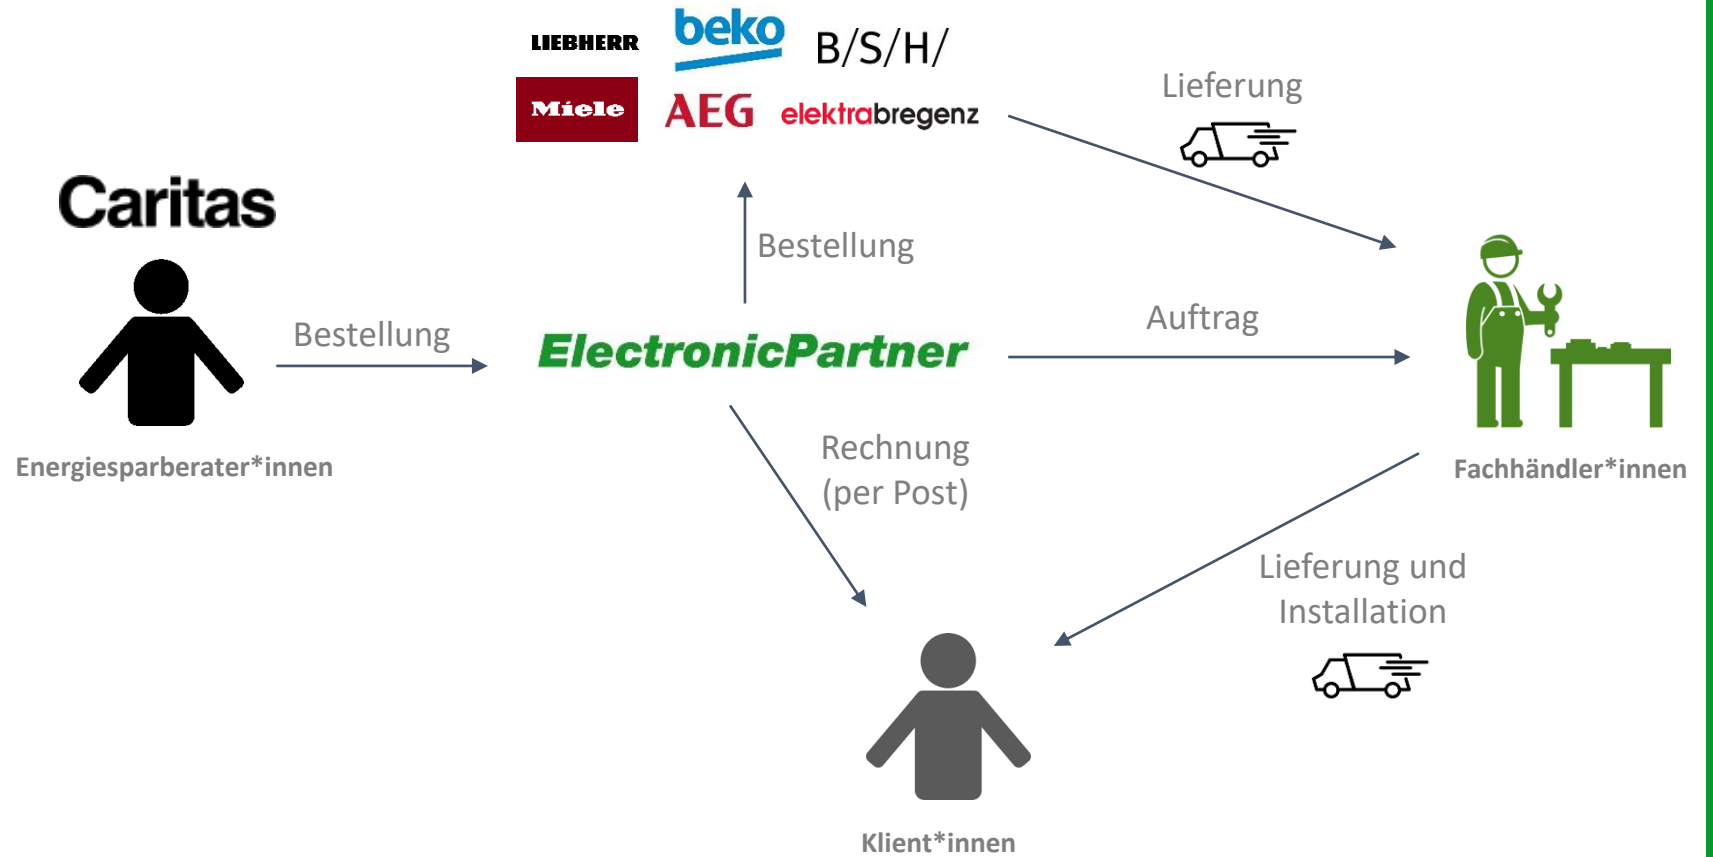 LIEBHERR
beko
B/S/H/
Miele
AEG
elektrabregenz
Lieferung
Caritas
Bestellung
Bestellung
ElectronicPartner
Auftrag
Energiesparberater*innen
Rechnung
(per Post)
Fachhändler*innen
Lieferung und
Installation
Klient*innen